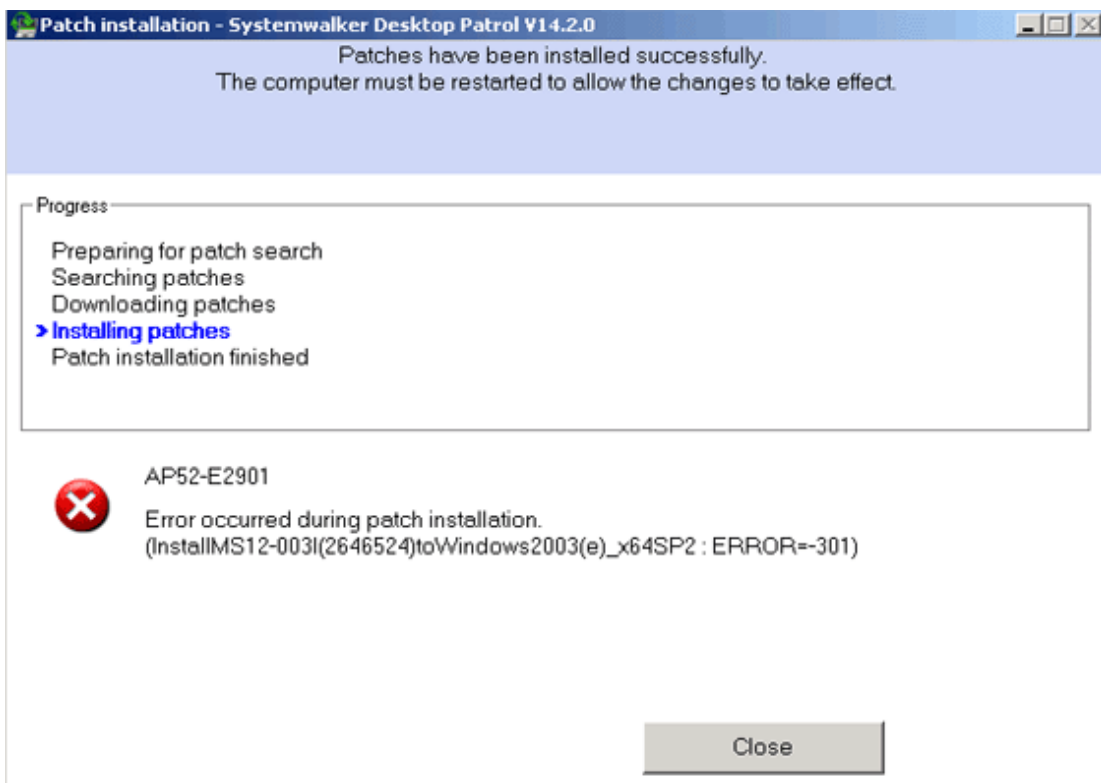 Patch installation - Systemwalker Desktop Patrol V14.2.0
Patches have been installed successfully.
The computer must be restarted to allow the changes to take effect.
Progress
Preparing for patch search
Searching patches
Downloading patches
Installing patches
Patch installation finished
AP52-E2901
Error occurred during patch installation.
(InstallMS12-003I(2646524)toWindows2003(e)_x64SP2 : ERROR=-301)
Close